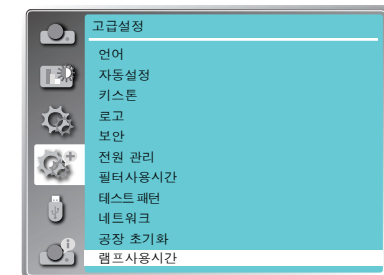 고급설정
언어
자동설정
키스톤
로고
보안
전원 관리
필터사용시간
테스트 패턴
네트워크
공장 초기화
램프사용시간